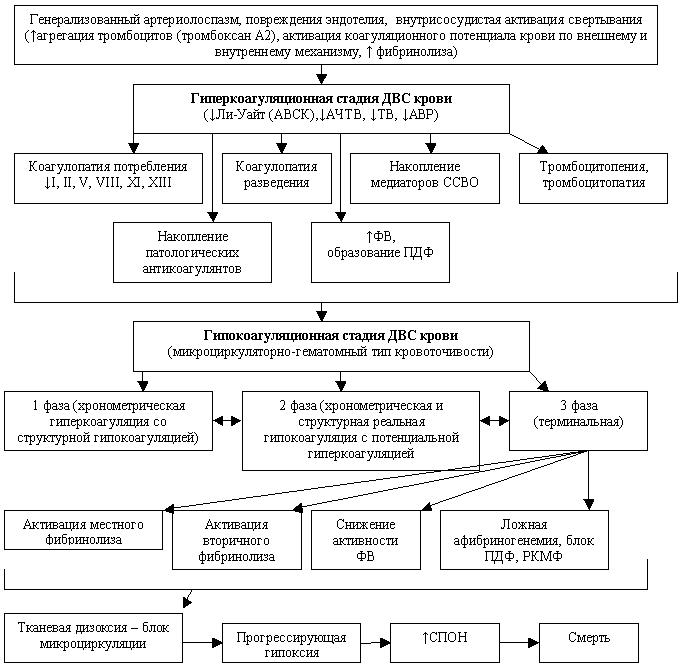 Генерализованный артериолоспазм, повреждения эндотелия, внутрисосудистая активация свертывания
(↑агрегация тромбоцитов (тромбоксан А2), активация коагуляционного потенциала крови по внешнему и
внутреннему механизму, ↑ фибринолиза)
Гиперкоагуляционная стадия ДВС крови
(↓Ли-Уайт (АВСК),↓АЧТВ, ↓ТВ, ↓АВР)
Коагулопатия потребления
↓I, II, V, VIII, XI, XIII
Коагулопатия
разведения
Накопление
медиаторов ССВО
Тромбоцитопения,
тромбоцитопатия
Накопление
патологических
антикоагулянтов
↑ФВ,
образование ПДФ
Гипокоагуляционная стадия ДВС крови
(микроциркуляторно-гематомный тип кровоточивости)
1 фаза (хронометрическая
гиперкоагуляция со
структурной гипокоагуляцией)
2 фаза (хронометрическая и
структурная реальная
гипокоагуляция с потенциальной
гиперкоагуляцией
3 фаза
(терминальная)
Активация местного
фибринолиза
Активация
вторичного
фибринолиза
Снижение
активности
ФВ
Ложная
афибриногенемия, блок
ПДФ, РКМФ
Тканевая дизоксия – блок
микроциркуляции
Прогрессирующая
гипоксия
↑СПОН
Смерть